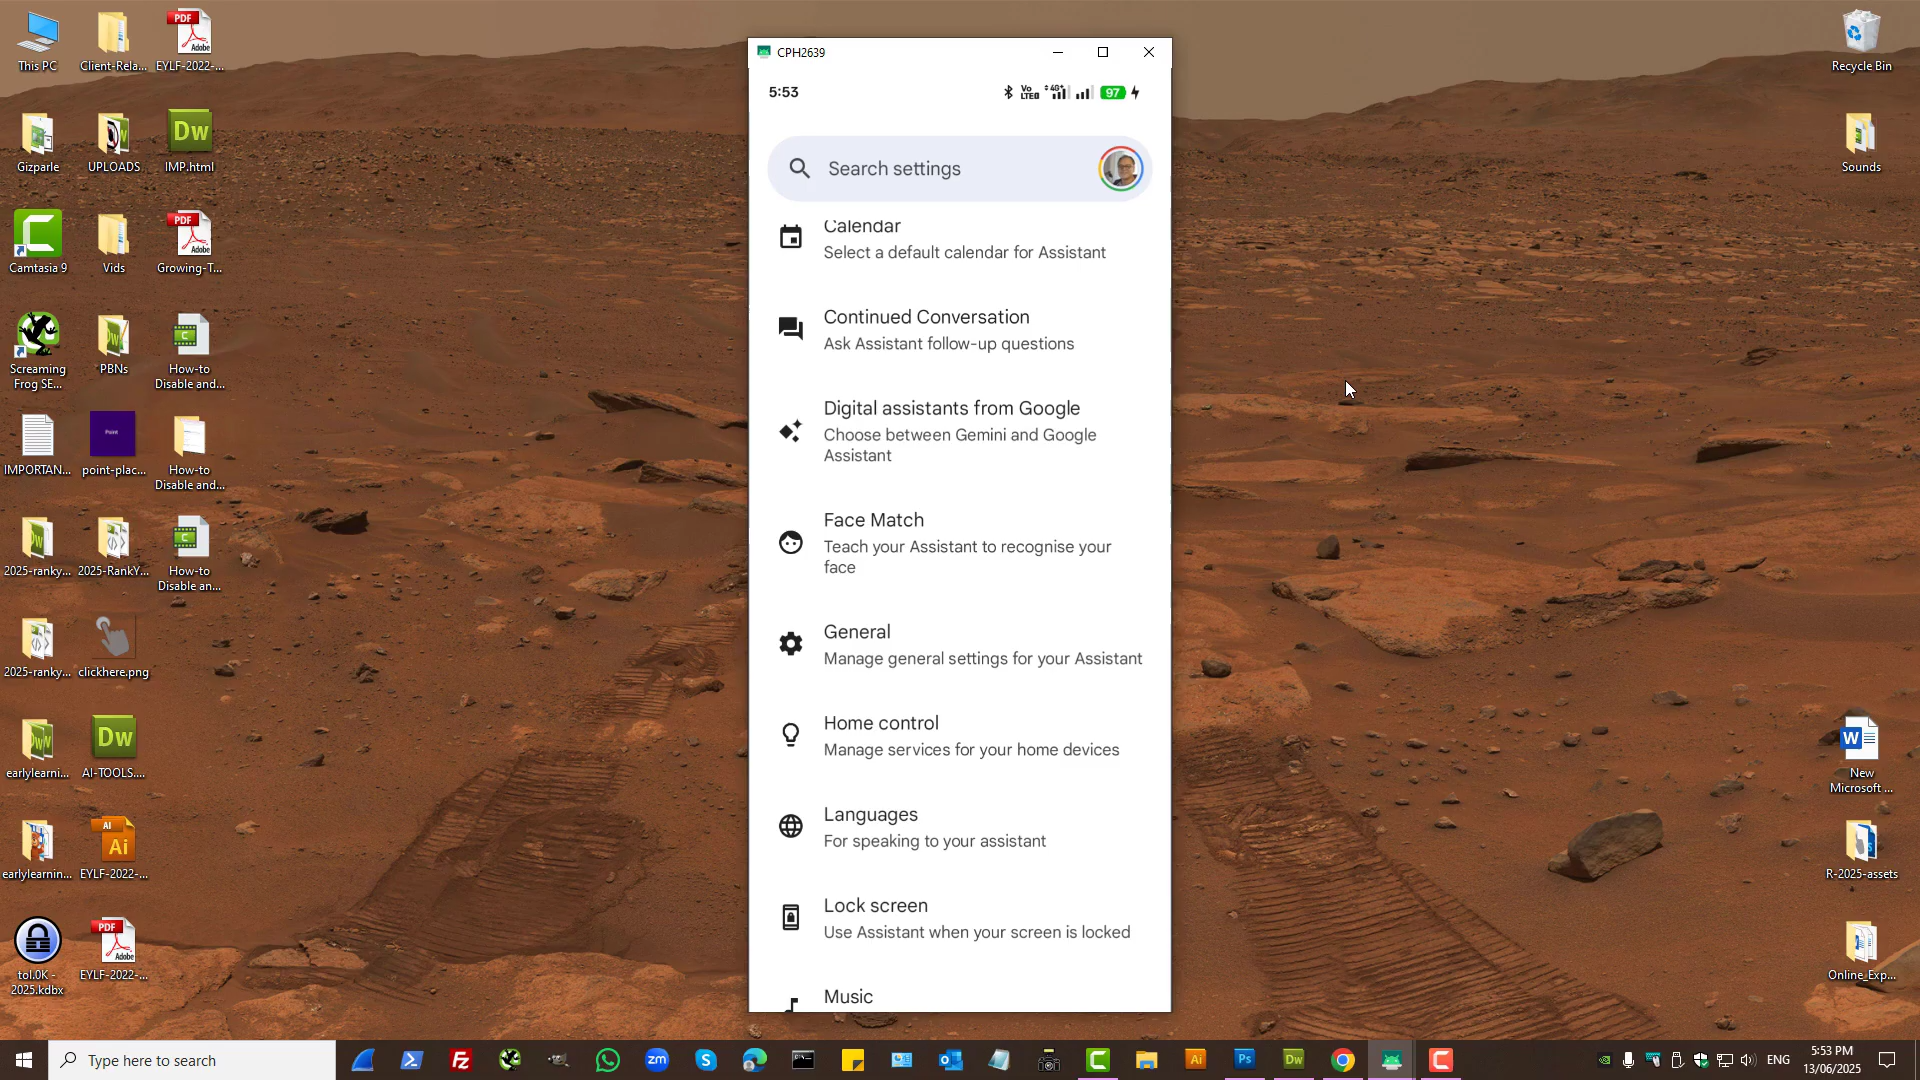 This PC
Client-Rela...
EYLF-2022-...
Gizparle
UPLOADS
IMP.html
Camtasia 9
Vids
Growing-T...
Screaming
Frog SE...
PBNs
How-to
Disable and...
IMPORTAN...
point-plac...
How-to
Disable and...
2025-ranky...
2025-RankY...
How-to
Disable an...
2025-ranky...
clickhere.png
earlylearni...
AI-TOOLS....
earlylearnin...
EYLF-2022-...
tol.0K -
2025.kdbx
EYLF-2022-...
CPH2639
5:53
Vo
LTE
4G+
97
Search settings
Calendar
Select a default calendar for Assistant
Continued Conversation
Ask Assistant follow-up questions
Digital assistants from Google
Choose between Gemini and Google
Assistant
Face Match
Teach your Assistant to recognise your
face
General
Manage general settings for your Assistant
Home control
Manage services for your home devices
Languages
For speaking to your assistant
Lock screen
Use Assistant when your screen is locked
Music
Recycle Bin
Sounds
New
Microsoft ...
R-2025-assets
Online_Exp...
Type here to search
ENG
5:53 PM
13/06/2025